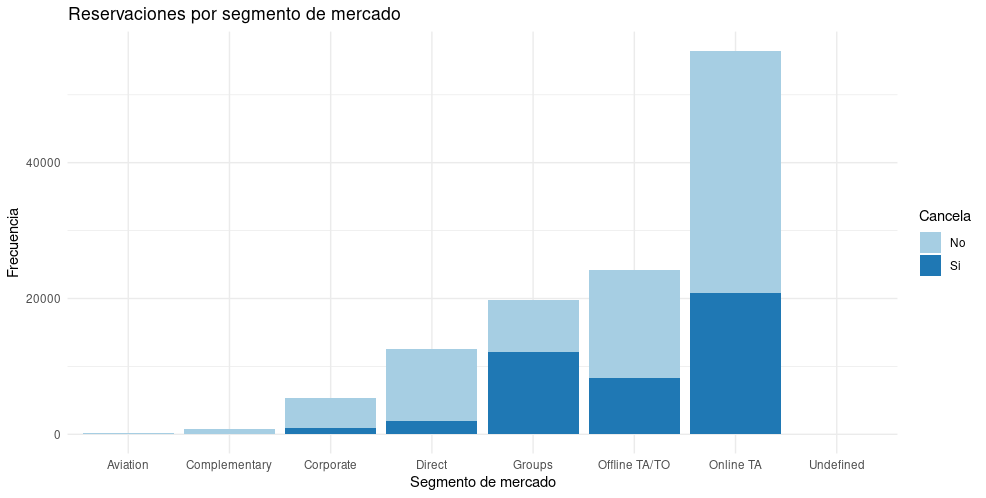 Reservaciones por segmento de mercado
Frecuencia
40000
20000
0
Aviation
Complementary
Corporate
Direct
Groups
Offline TA/TO
Online TA
Undefined
Segmento de mercado
Cancela
No
Si